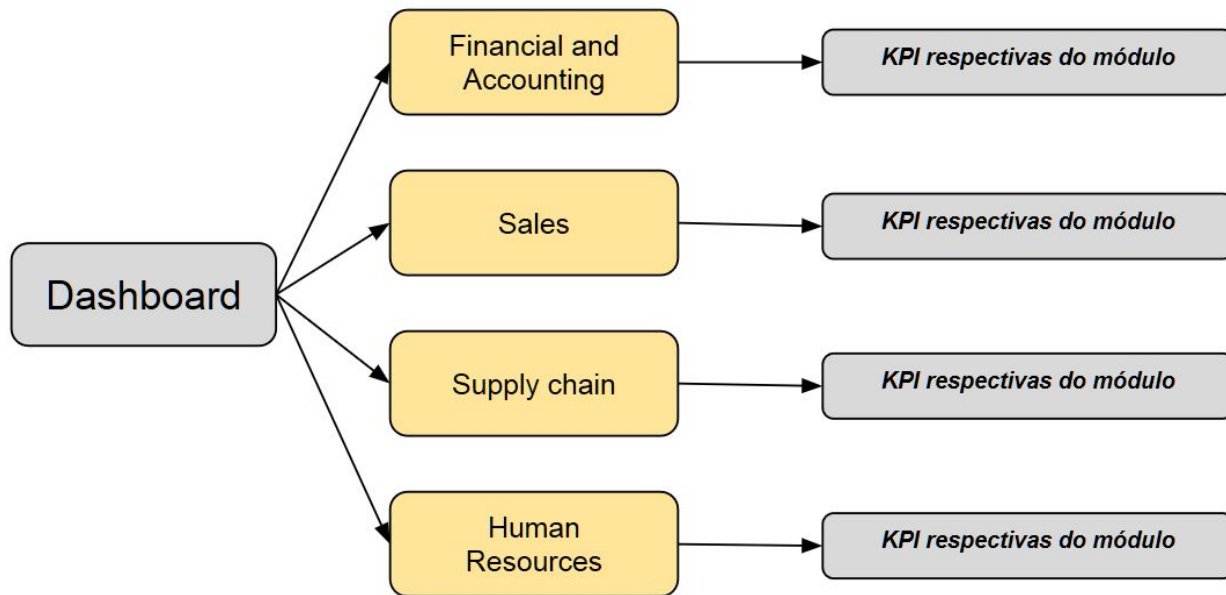 Financial and
Accounting
KPI respectivas do módulo
Sales
KPI respectivas do módulo
Dashboard
Supply chain
KPI respectivas do módulo
Human
Resources
KPI respectivas do módulo